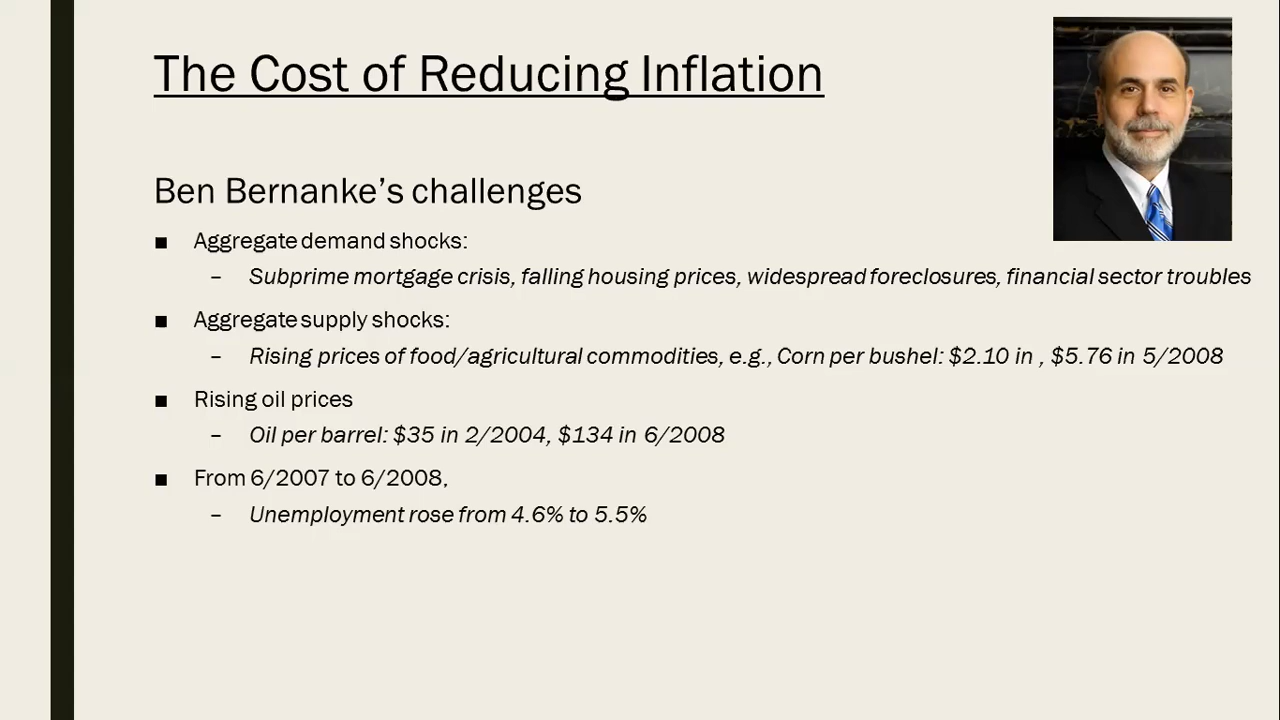 The Cost of Reducing Inflation
Ben Bernanke’s challenges
■ Aggregate demand shocks:
– Subprime mortgage crisis, falling housing prices, widespread foreclosures, financial sector troubles
■ Aggregate supply shocks:
– Rising prices of food/agricultural commodities, e.g., Corn per bushel: $2.10 in , $5.76 in 5/2008
■ Rising oil prices
– Oil per barrel: $35 in 2/2004, $134 in 6/2008
■ From 6/2007 to 6/2008,
– Unemployment rose from 4.6% to 5.5%